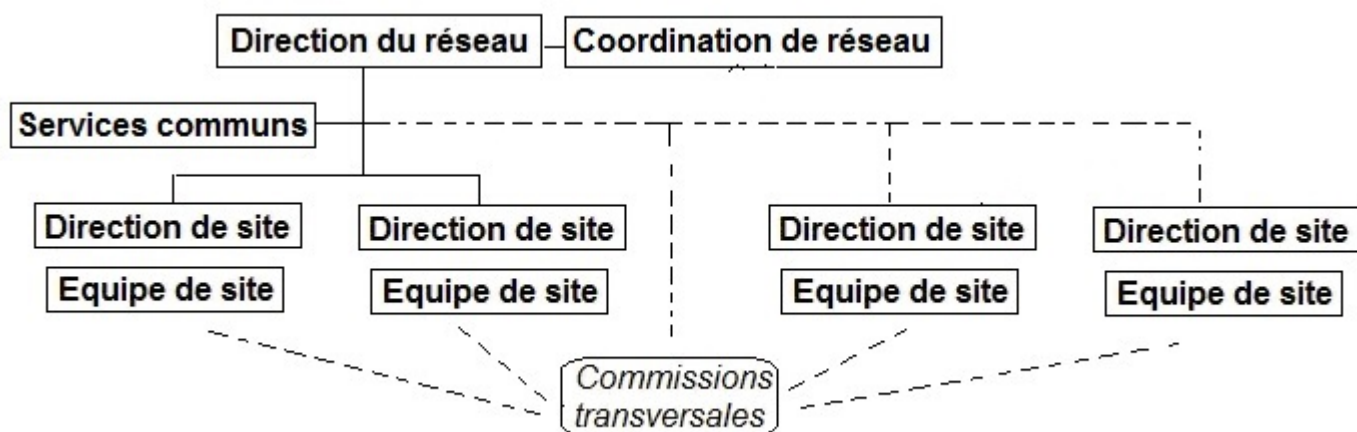 Direction du réseau
Coordination de réseau
Services communs
Direction de site
Direction de site
Direction de site
Direction de site
Equipe de site
Equipe de site
Equipe de site
Equipe de site
Commissions
transversales